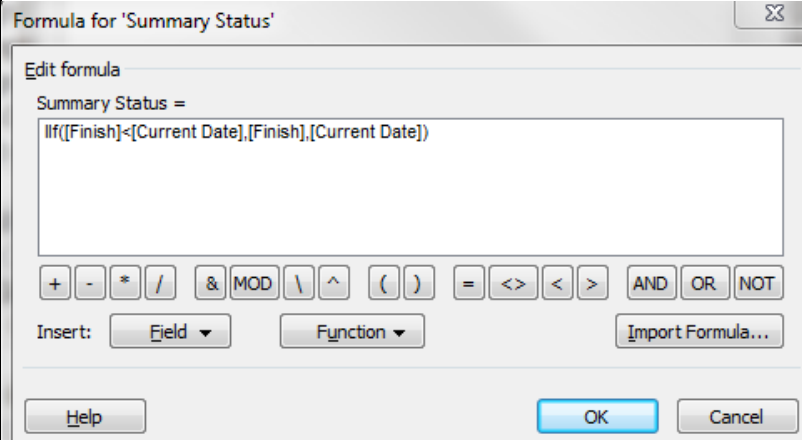 Formula for 'Summary Status'
Edit formula
Summary Status =
IIf([Finish]<[Current Date],[Finish],[Current Date])
+ - * / & MOD \ ^ ( ) = <> < > AND OR NOT
Insert: Field Function Import Formula...
Help OK Cancel